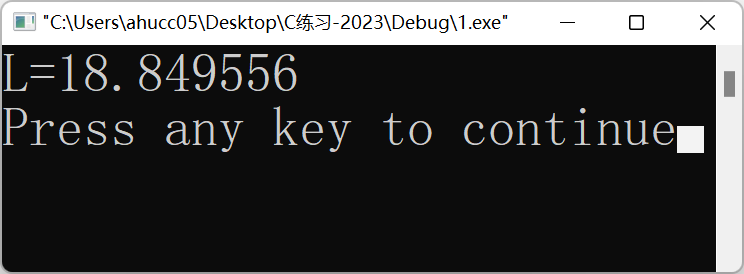 "C:\Users\ahucc05\Desktop\C练习-2023\Debug\1.exe"
L=18.849556
Press any key to continue